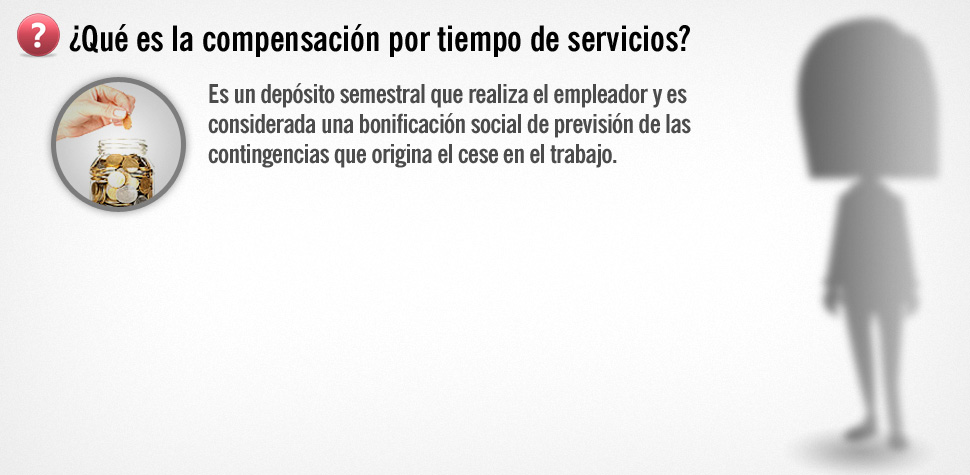 ?
¿Qué es la compensación por tiempo de servicios?
Es un depósito semestral que realiza el empleador y es
considerada una bonificación social de previsión de las
contingencias que origina el cese en el trabajo.